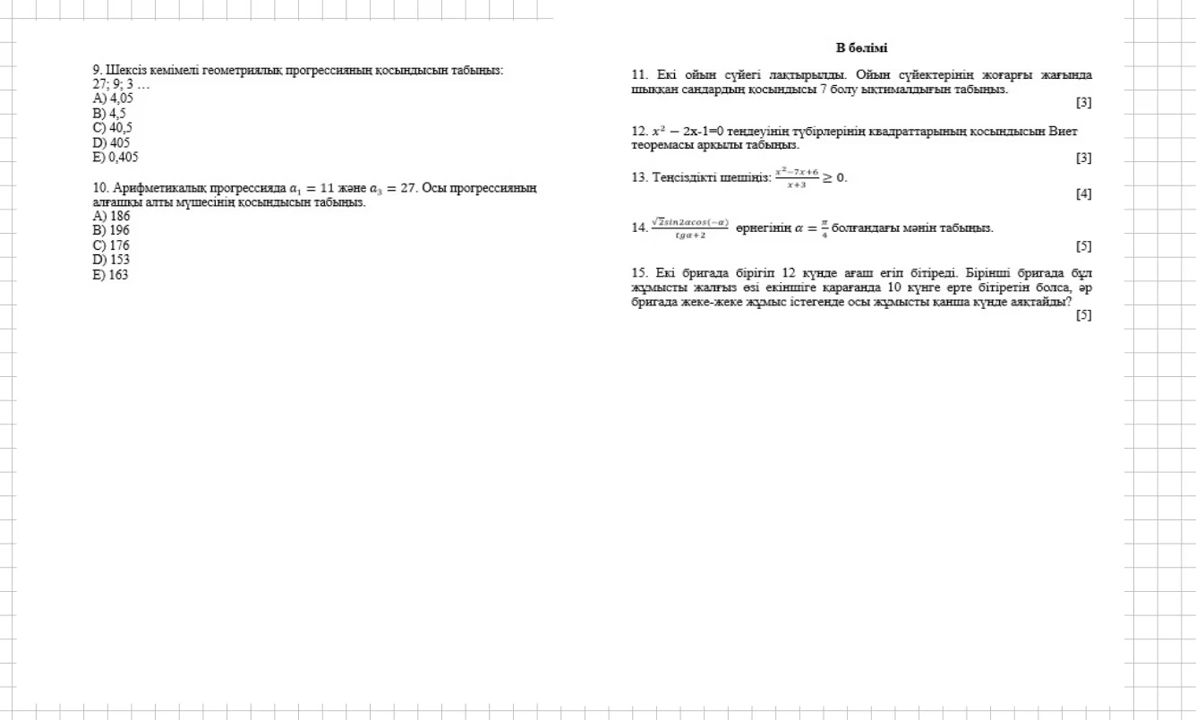 9. Шексіз кемімелі геометриялық прогрессияның қосындысын табыңыз:
27; 9; 3 …
A) 4,05
B) 4,5
C) 40,5
D) 405
E) 0,405
10. Арифметикалық прогрессияда a₁ = 11 және a₃ = 27. Осы прогрессияның
алғашқы алты мүшесінің қосындысын табыңыз.
A) 186
B) 196
C) 176
D) 153
E) 163
В бөлімі
11. Екі ойын сүйегі лақтырылды. Ойын сүйектерінің жоғарғы жағында
шыққан сандардың қосындысы 7 болу ықтималдығын табыңыз.
[3]
12. x² − 2x-1=0 теңдеуінің түбірлерінің квадраттарының қосындысын Виет
теоремасы арқылы табыңыз.
[3]
13. Теңсіздікті шешіңіз: (x²−7x+6)/(x+3) ≥ 0.
[4]
14. (√2sin2αcos(−α))/(tgα+2) өрнегінің α = π/4 болғандағы мәнін табыңыз.
[5]
15. Екі бригада бірігіп 12 күнде ағаш егіп бітіреді. Бірінші бригада бұл
жұмысты жалғыз өзі екіншіге қарағанда 10 күнге ерте бітіретін болса, әр
бригада жеке-жеке жұмыс істегенде осы жұмысты қанша күнде аяқтайды?
[5]